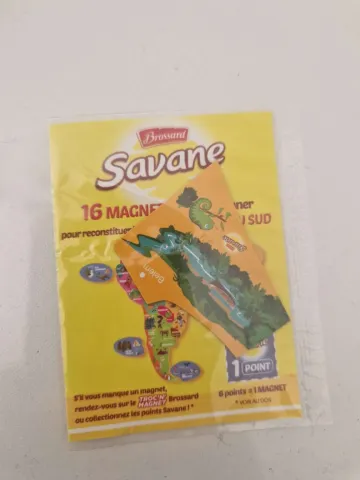 Brossard
Savane
16 MAGNET
ner
pour reconstituer
U SUD
1
POINT
S'il vous manque un magnet,
rendez-vous sur le TROC'N MAGNET Brossard
ou collectionnez les points Savane ! *
6 points = 1 MAGNET